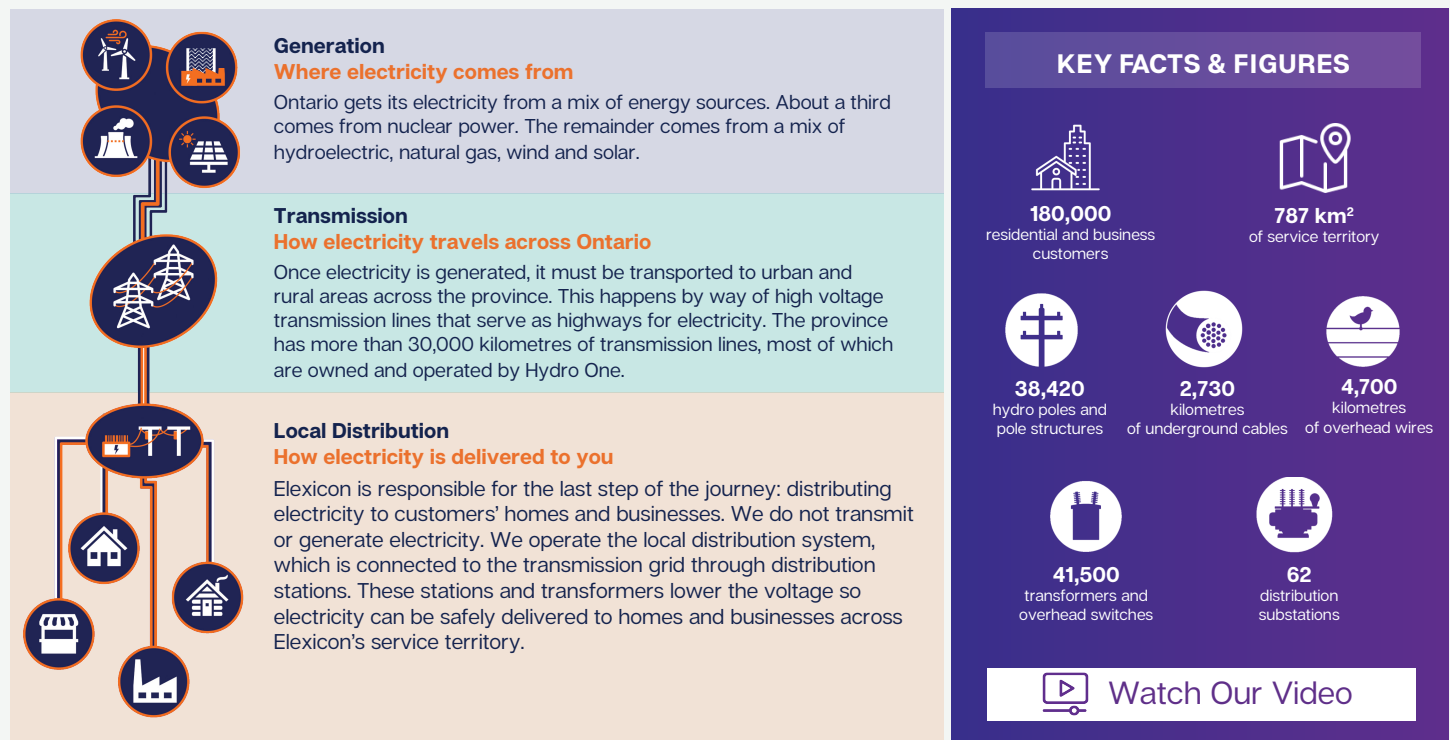 Generation
Where electricity comes from
Ontario gets its electricity from a mix of energy sources. About a third
comes from nuclear power. The remainder comes from a mix of
hydroelectric, natural gas, wind and solar.
Transmission
How electricity travels across Ontario
Once electricity is generated, it must be transported to urban and
rural areas across the province. This happens by way of high voltage
transmission lines that serve as highways for electricity. The province
has more than 30,000 kilometres of transmission lines, most of which
are owned and operated by Hydro One.
Local Distribution
How electricity is delivered to you
Elexicon is responsible for the last step of the journey: distributing
electricity to customers’ homes and businesses. We do not transmit
or generate electricity. We operate the local distribution system,
which is connected to the transmission grid through distribution
stations. These stations and transformers lower the voltage so
electricity can be safely delivered to homes and businesses across
Elexicon’s service territory.
KEY FACTS & FIGURES
180,000
residential and business
customers
787 km²
of service territory
38,420
hydro poles and
pole structures
2,730
kilometres
of underground cables
4,700
kilometres
of overhead wires
41,500
transformers and
overhead switches
62
distribution
substations
Watch Our Video